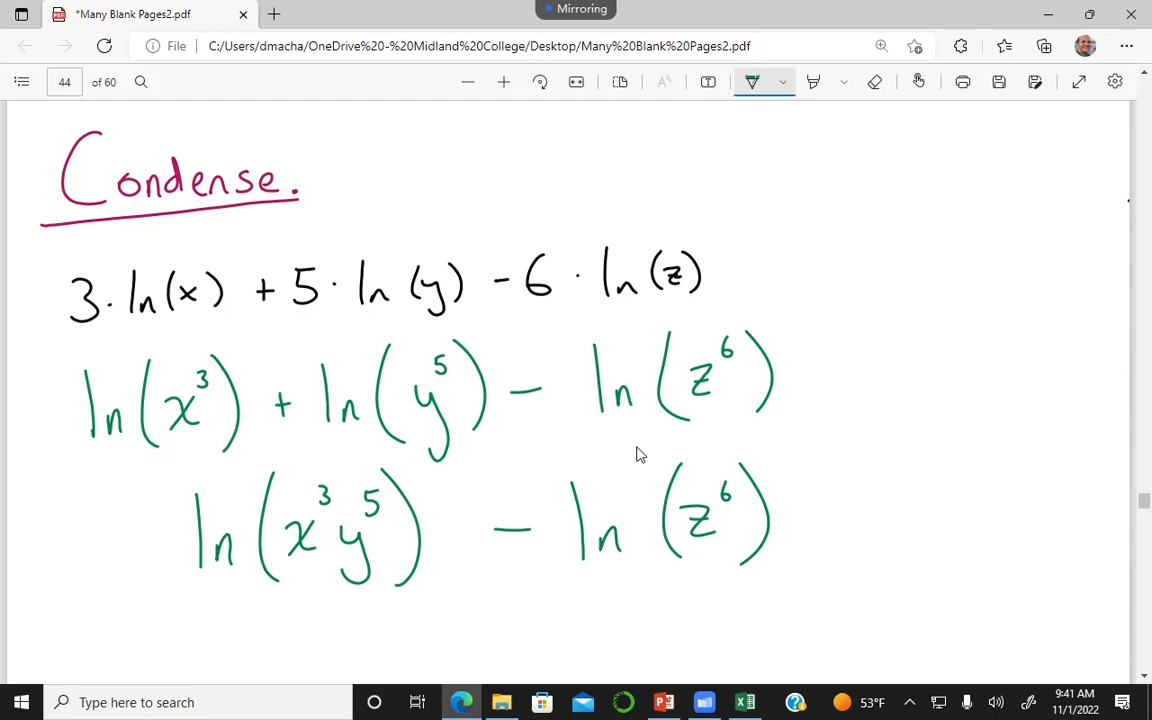 *Many Blank Pages2.pdf
Mirroring
File C:/Users/dmacha/OneDrive%20-%20Midland%20College/Desktop/Many%20Blank%20Pages2.pdf
44 of 60
Condense.
3·ln(x) + 5·ln(y) - 6·ln(z)
ln(x³) + ln(y⁵) - ln(z⁶)
ln(x³y⁵) - ln(z⁶)
Type here to search
53°F
9:41 AM
11/1/2022